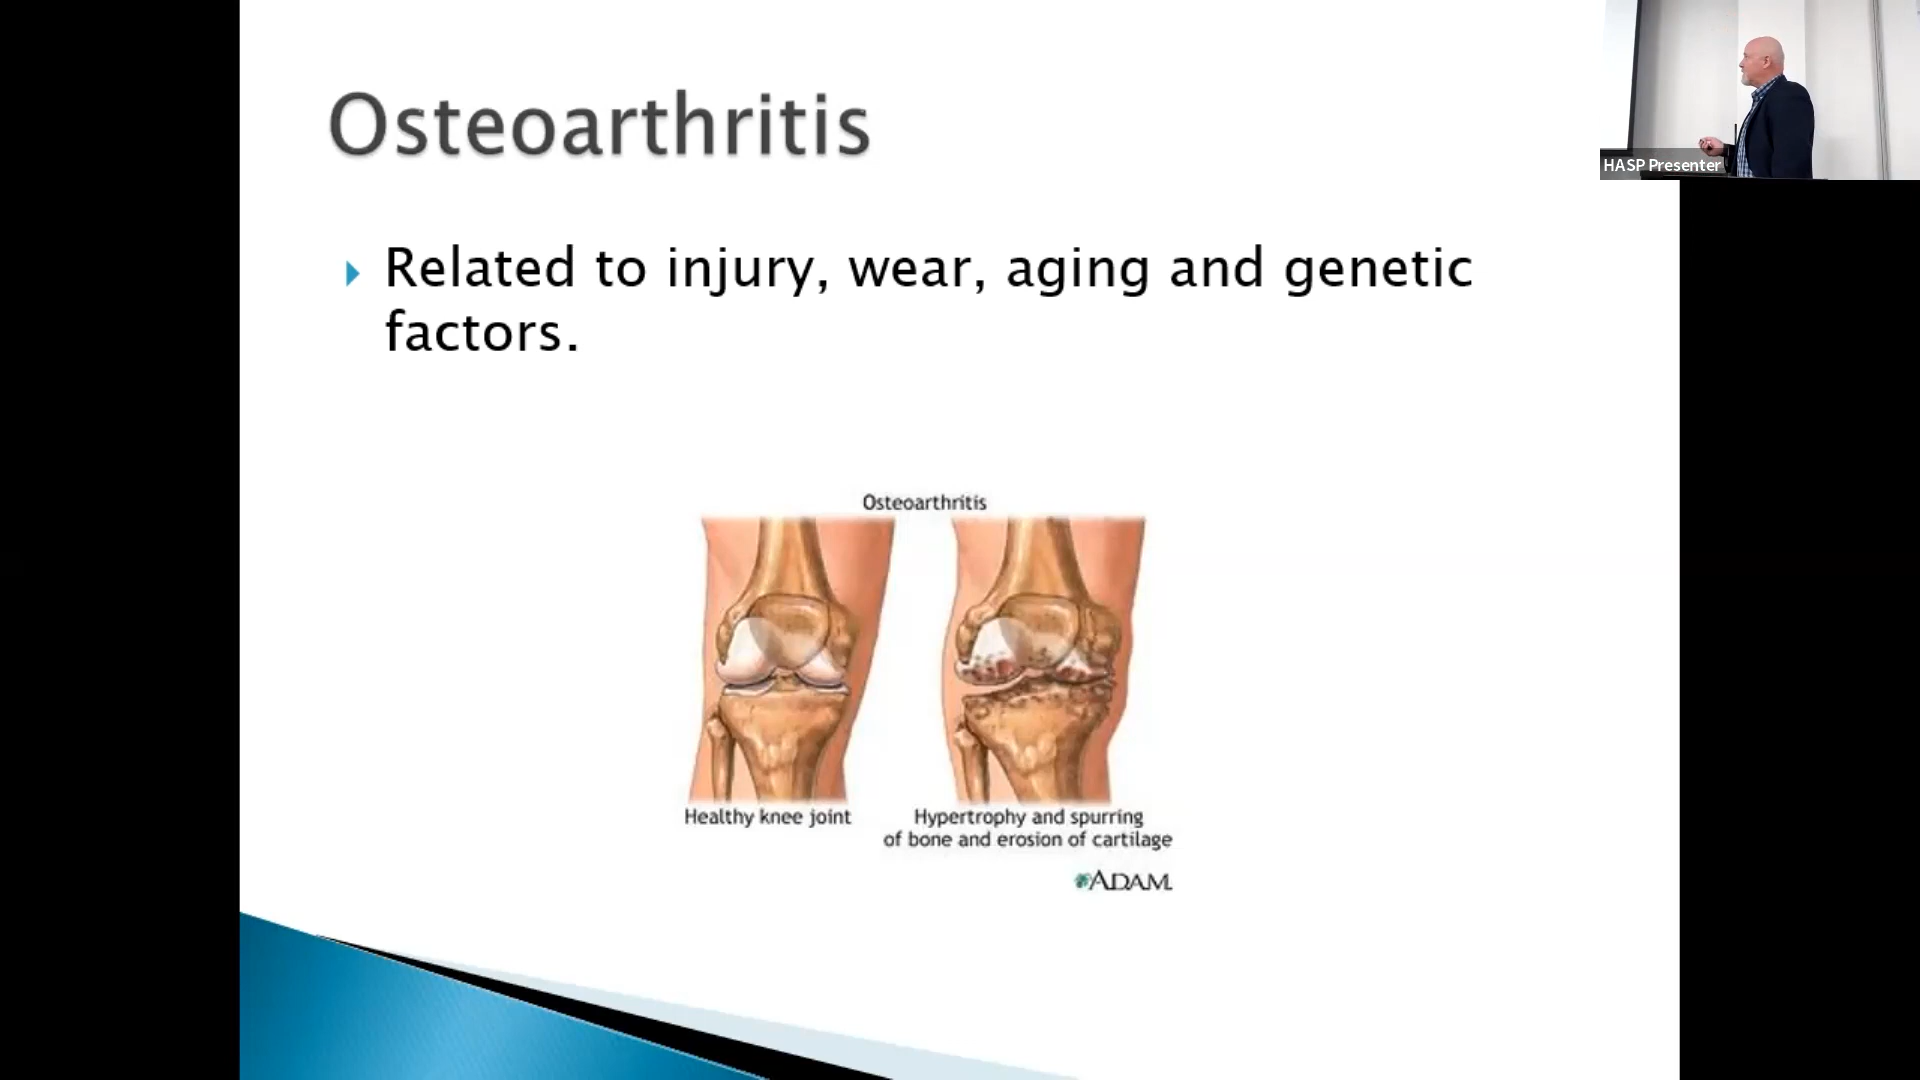 Osteoarthritis
HASP Presenter
Related to injury, wear, aging and genetic
factors.
Osteoarthritis
Healthy knee joint
Hypertrophy and spurring
of bone and erosion of cartilage
ADAM.